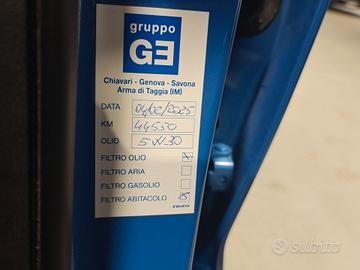 gruppo
GE
Chiavari - Genova - Savona
Arma di Taggia (IM)
DATA 04/02/2025
KM 44550
OLIO 5W30
FILTRO OLIO
FILTRO ARIA
FILTRO GASOLIO
FILTRO ABITACOLO
WÜRTH
subito